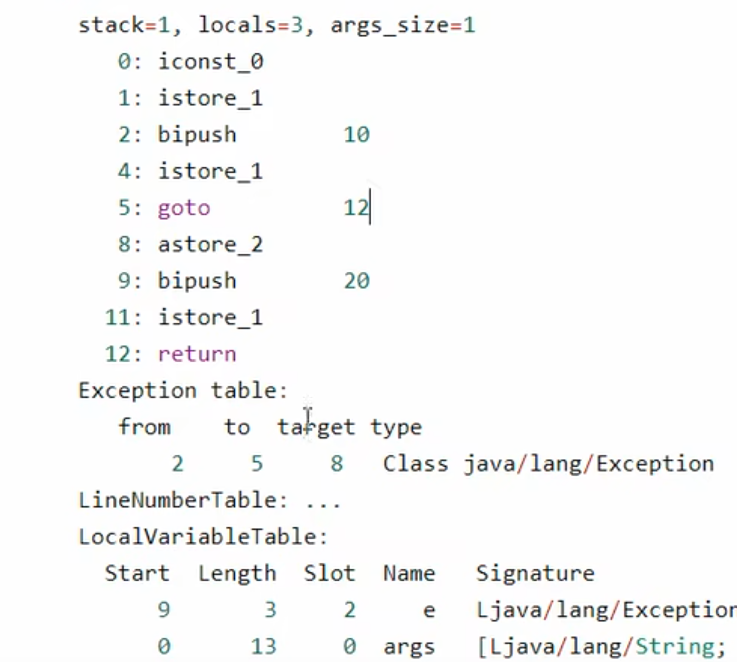 stack=1, locals=3, args_size=1
0: iconst_0
1: istore_1
2: bipush 10
4: istore_1
5: goto 12
8: astore_2
9: bipush 20
11: istore_1
12: return
Exception table:
from to target type
2 5 8 Class java/lang/Exception
LineNumberTable: ...
LocalVariableTable:
Start Length Slot Name Signature
9 3 2 e Ljava/lang/Exception
0 13 0 args [Ljava/lang/String;